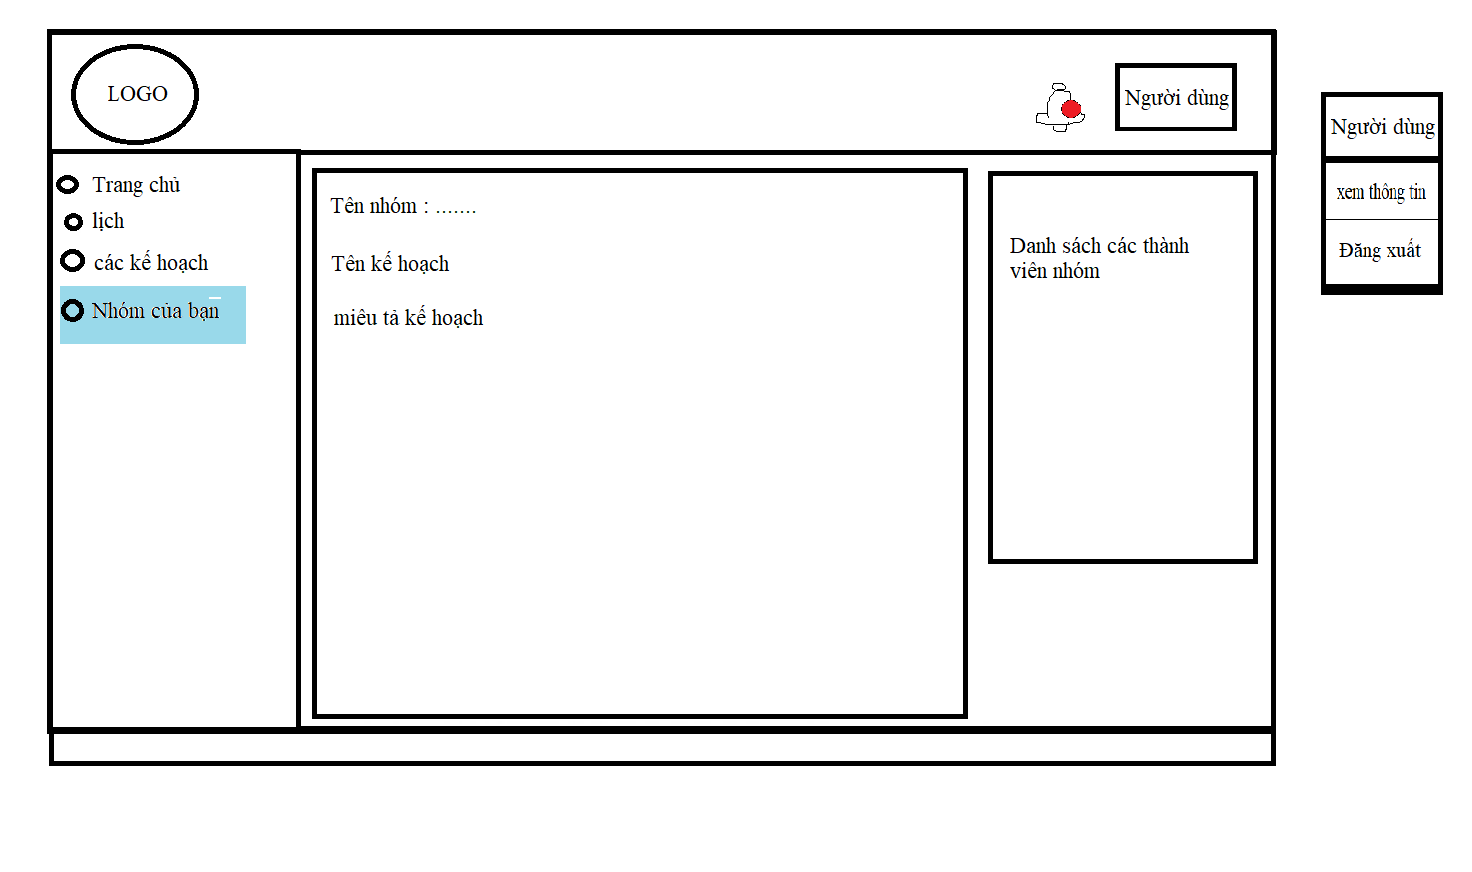 LOGO
Người dùng
Trang chủ
lịch
các kế hoạch
Nhóm của bạn
Tên nhóm : .......
Tên kế hoạch
miêu tả kế hoạch
Danh sách các thành
viên nhóm
Người dùng
xem thông tin
Đăng xuất